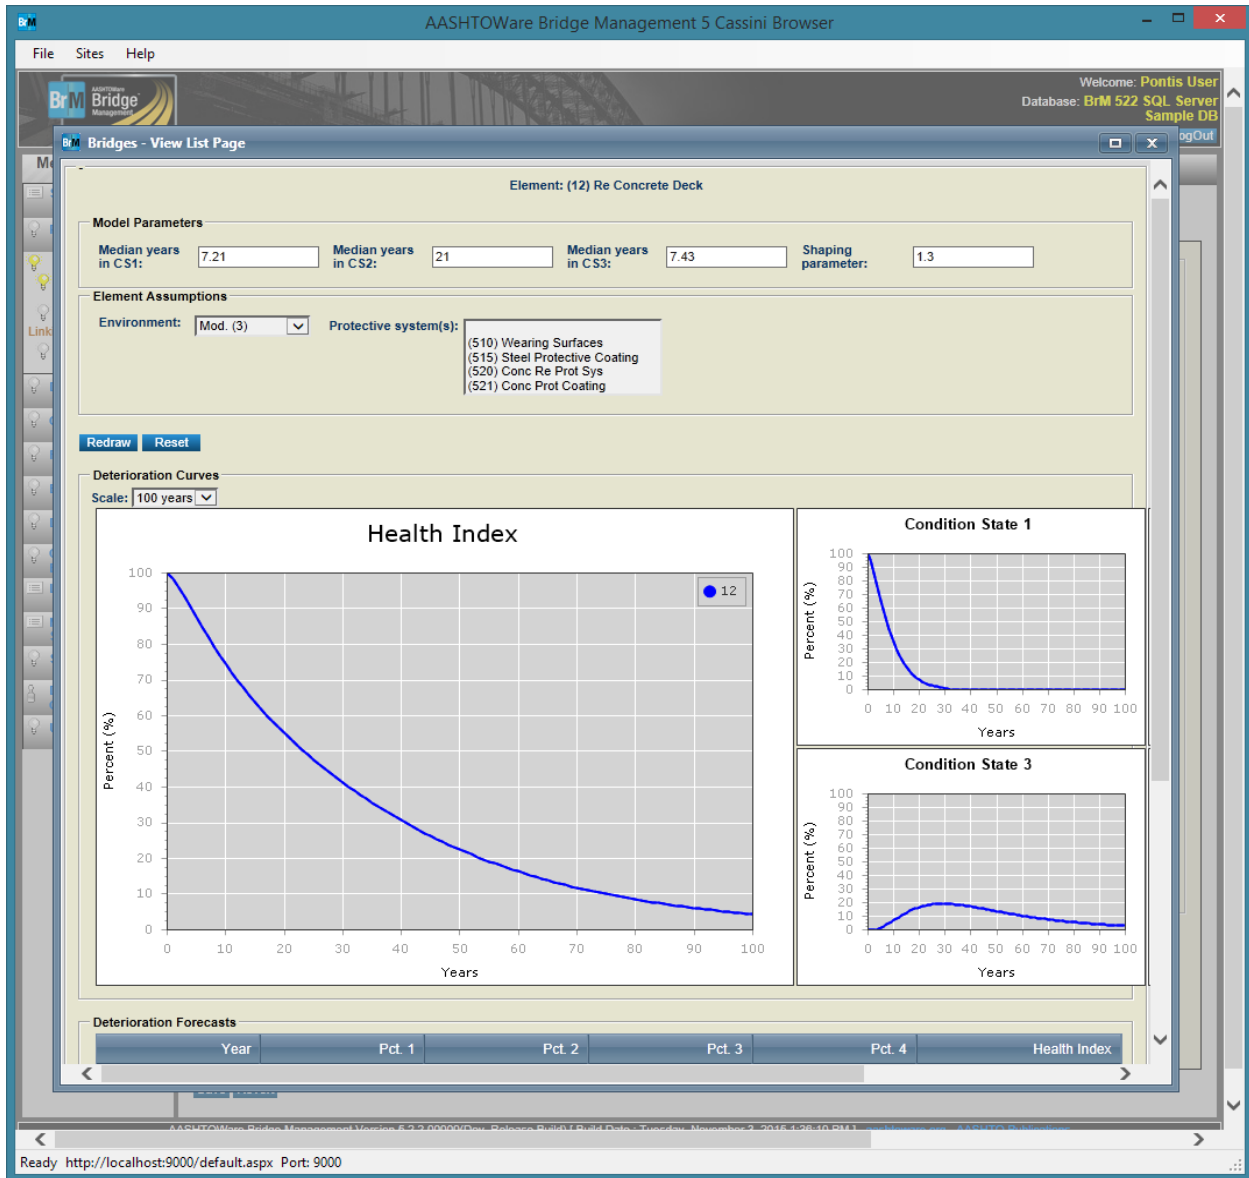 BrM AASHTOWare Bridge Management 5 Cassini Browser
File Sites Help
BrM AASHTOWare Bridge Management
Welcome: Pontis User
Database: BrM 522 SQL Server
Sample DB
ogOut
BrM Bridges - View List Page
Me
Link
Element: (12) Re Concrete Deck
Model Parameters
Median years in CS1: 7.21 Median years in CS2: 21 Median years in CS3: 7.43 Shaping parameter: 1.3
Element Assumptions
Environment: Mod. (3) Protective system(s):
(510) Wearing Surfaces
(515) Steel Protective Coating
(520) Conc Re Prot Sys
(521) Conc Prot Coating
Redraw Reset
Deterioration Curves
Scale: 100 years
Health Index
100
90
80
70
60
50
40
30
20
10
0
Percent (%)
12
0 10 20 30 40 50 60 70 80 90 100
Years
Condition State 1
100
90
80
70
60
50
40
30
20
10
0
Percent (%)
0 10 20 30 40 50 60 70 80 90 100
Years
Condition State 3
100
90
80
70
60
50
40
30
20
10
0
Percent (%)
0 10 20 30 40 50 60 70 80 90 100
Years
Deterioration Forecasts
Year Pct. 1 Pct. 2 Pct. 3 Pct. 4 Health Index
Ready http://localhost:9000/default.aspx Port: 9000